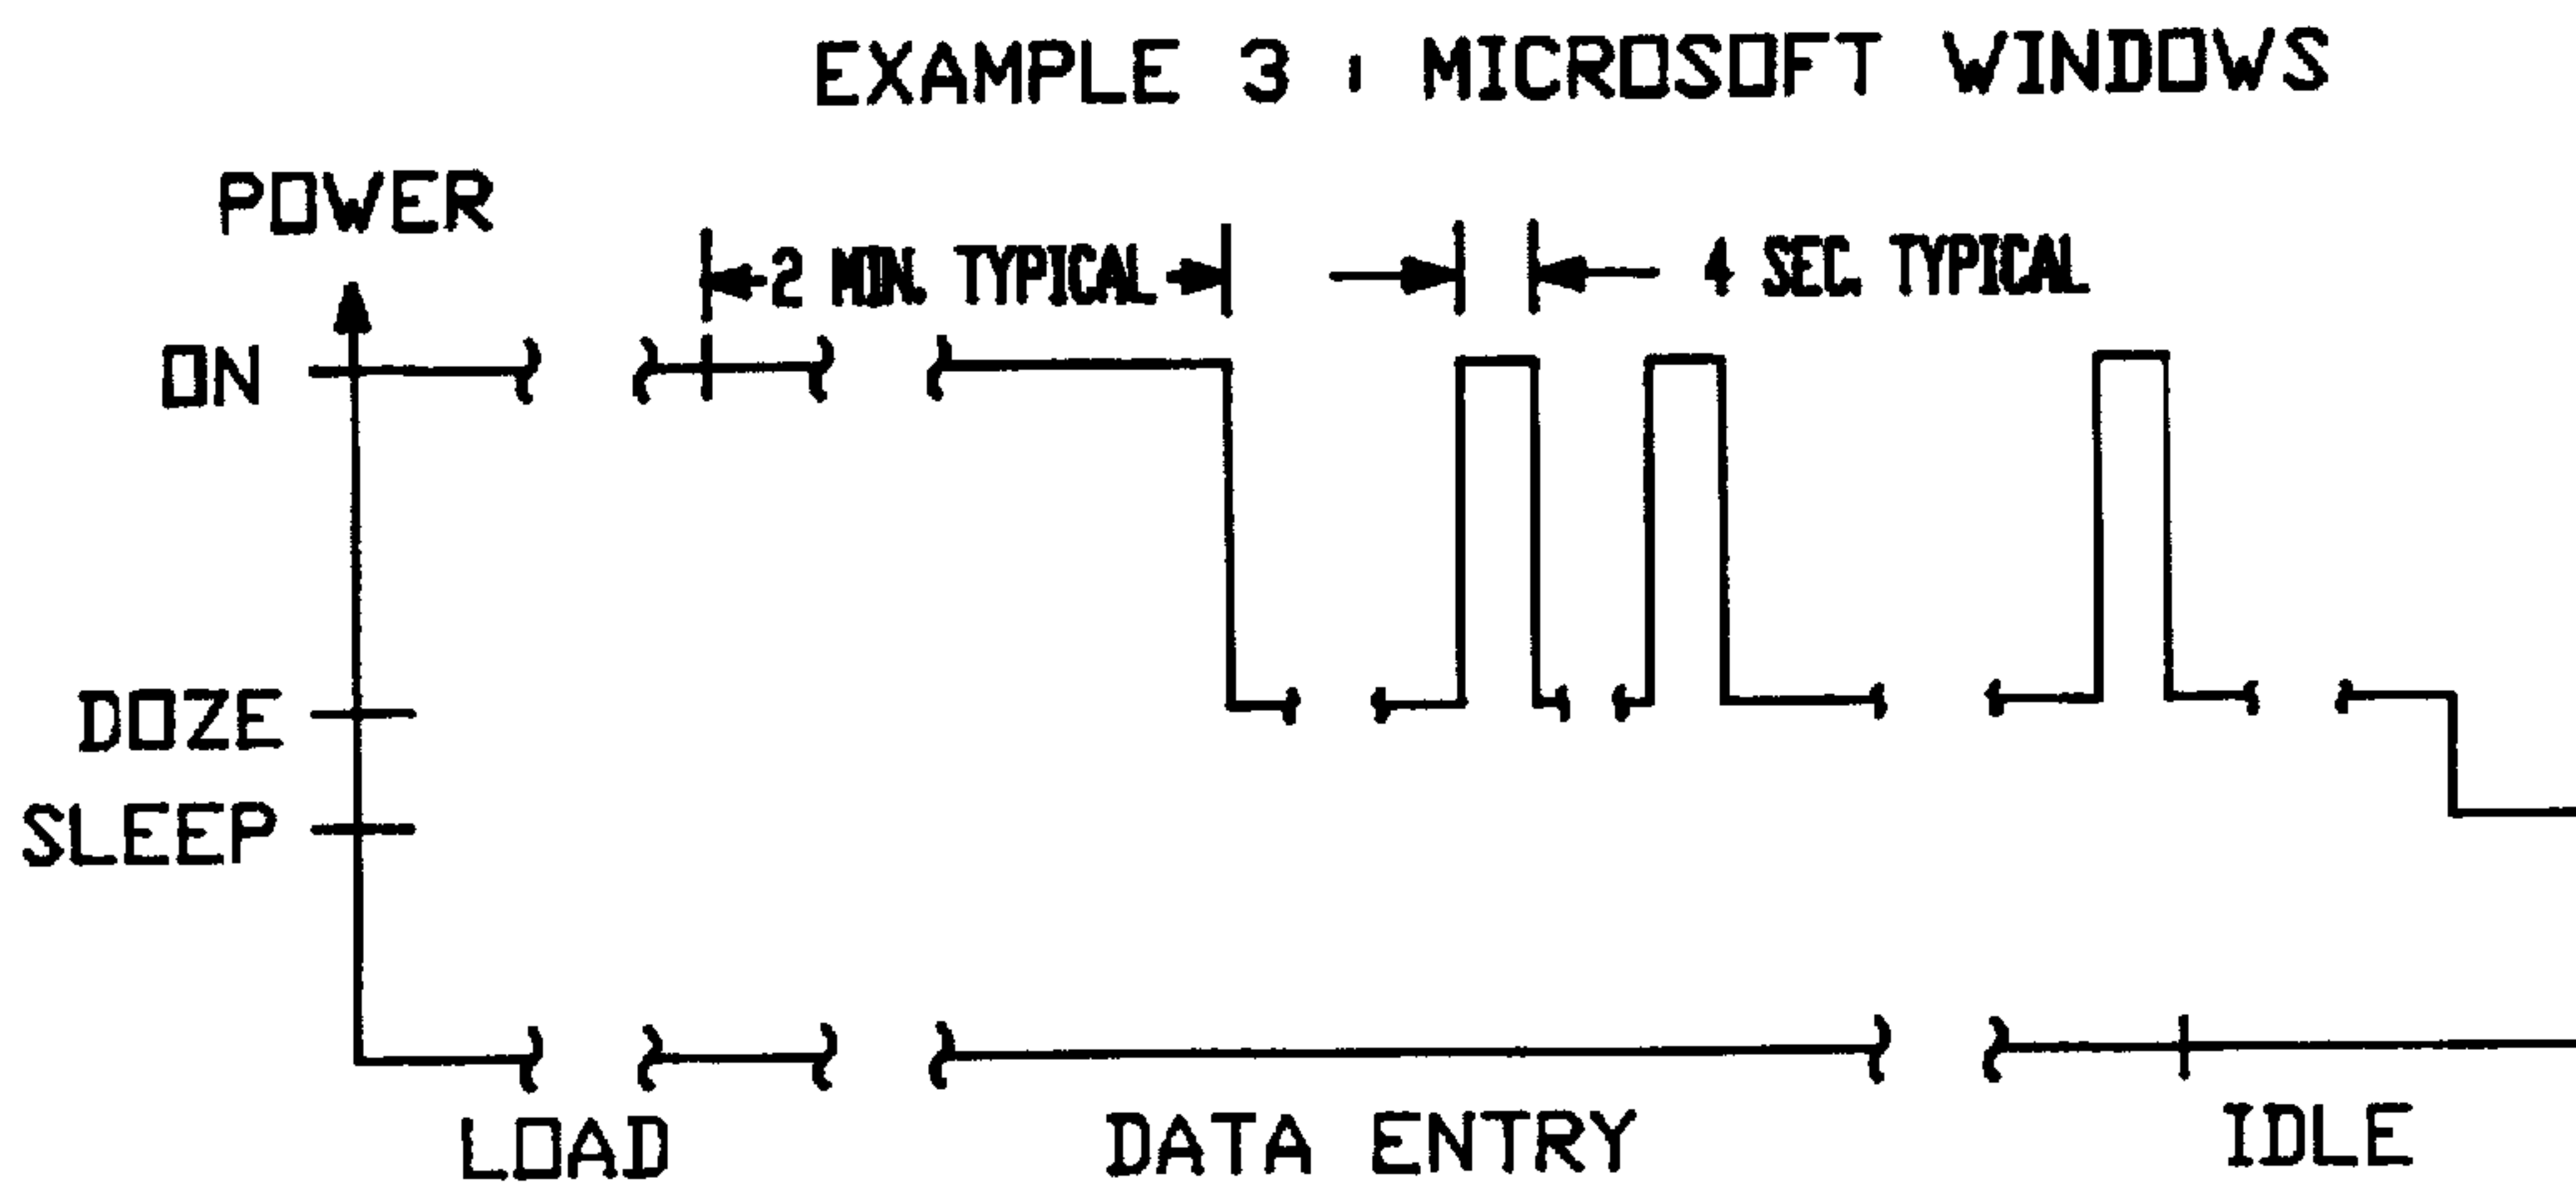 EXAMPLE 3 : MICROSOFT WINDOWS
POWER
2 MIN. TYPICAL
4 SEC. TYPICAL
ON
DOZE
SLEEP
LOAD
DATA ENTRY
IDLE